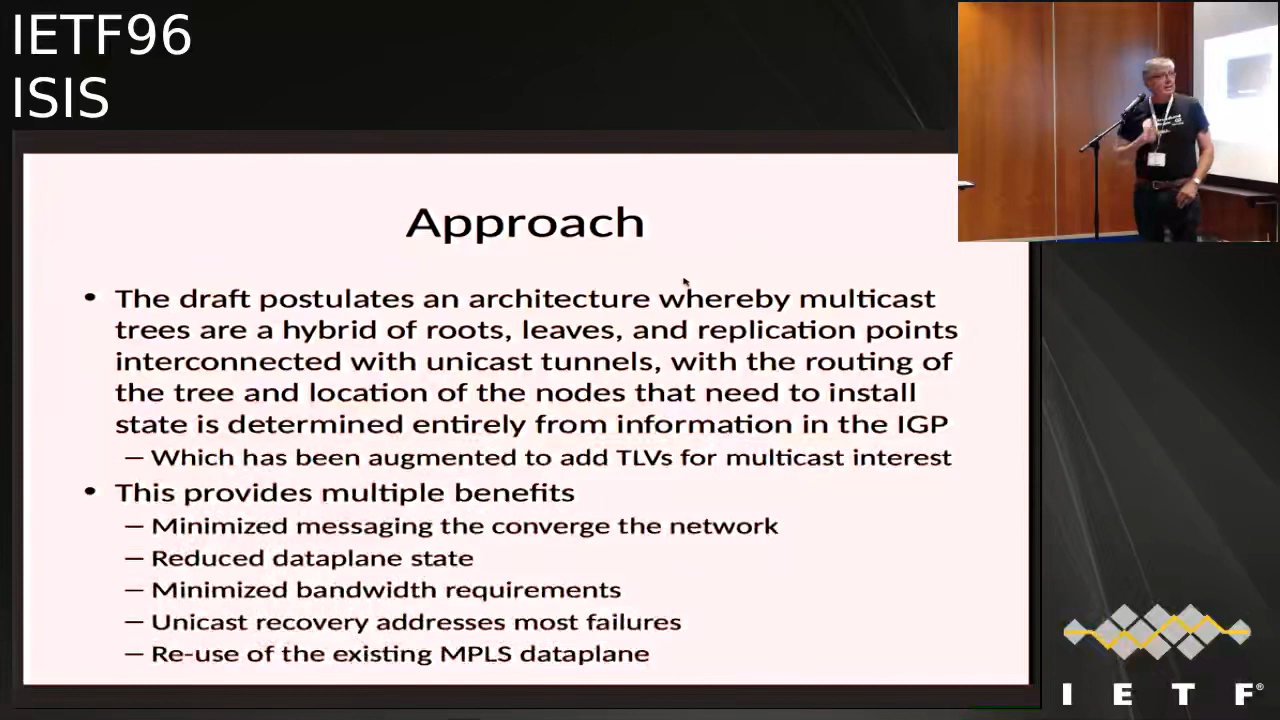 IETF96
ISIS
Approach
• The draft postulates an architecture whereby multicast
trees are a hybrid of roots, leaves, and replication points
interconnected with unicast tunnels, with the routing of
the tree and location of the nodes that need to install
state is determined entirely from information in the IGP
– Which has been augmented to add TLVs for multicast interest
• This provides multiple benefits
– Minimized messaging the converge the network
– Reduced dataplane state
– Minimized bandwidth requirements
– Unicast recovery addresses most failures
– Re-use of the existing MPLS dataplane
I E T F®